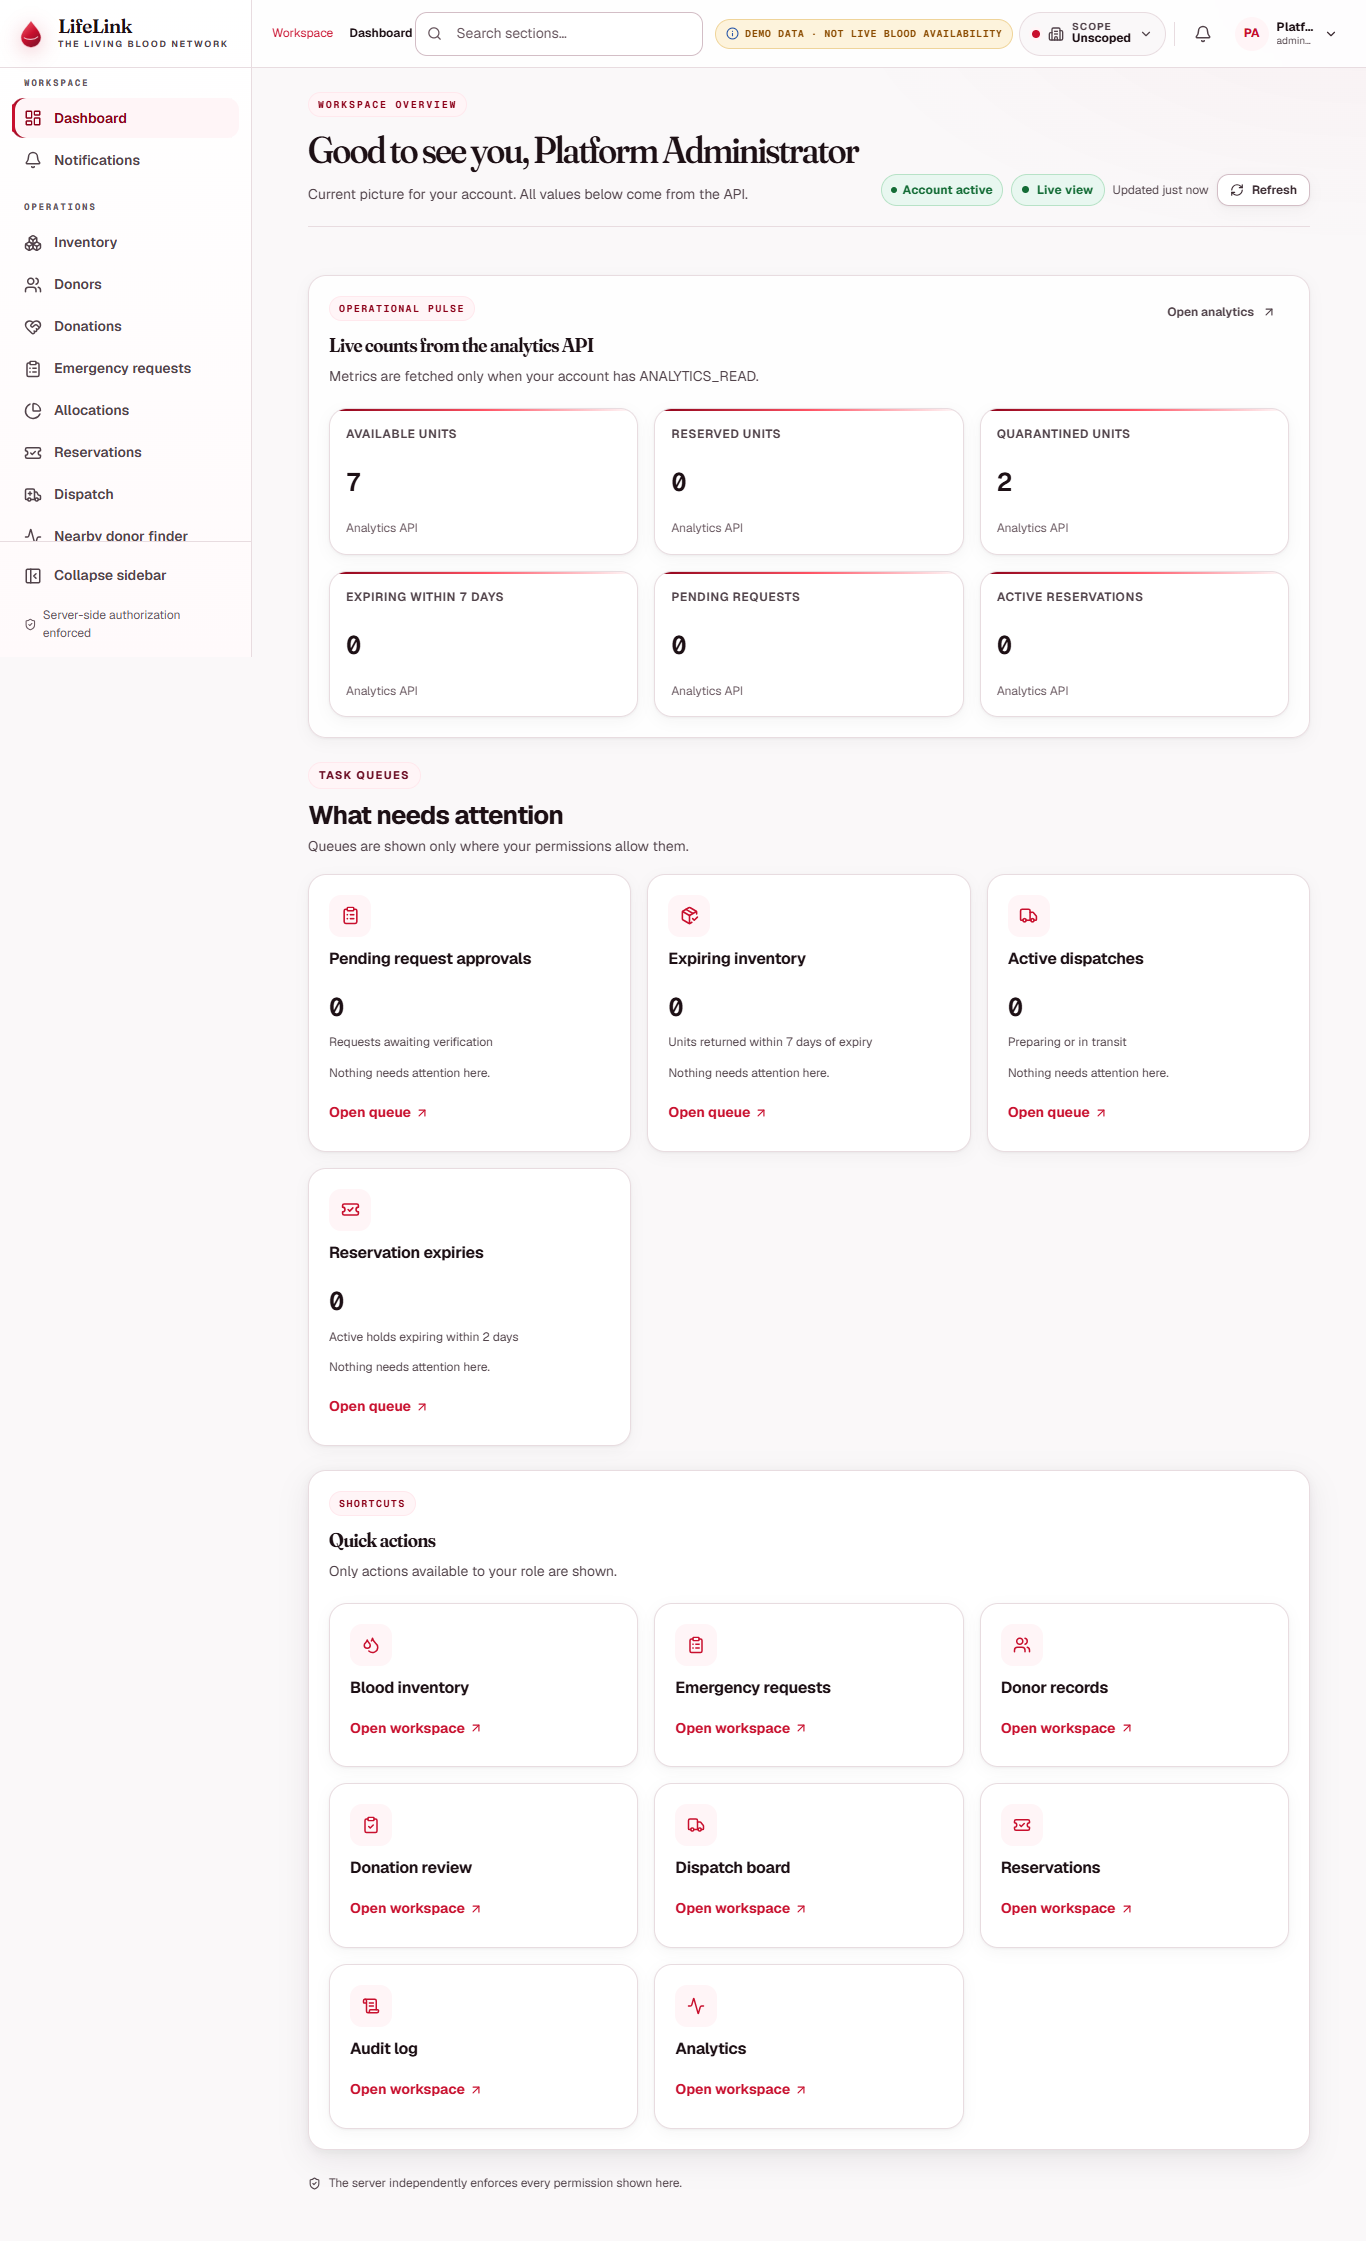 LifeLink
THE LIVING BLOOD NETWORK
Workspace
Dashboard
Search sections...
DEMO DATA · NOT LIVE BLOOD AVAILABILITY
SCOPE
Unscoped
PA
Platf...
admin...
WORKSPACE
Dashboard
Notifications
OPERATIONS
Inventory
Donors
Donations
Emergency requests
Allocations
Reservations
Dispatch
Nearby donor finder
Collapse sidebar
Server-side authorization
enforced
WORKSPACE OVERVIEW
Good to see you, Platform Administrator
Current picture for your account. All values below come from the API.
Account active
Live view
Updated just now
Refresh
OPERATIONAL PULSE
Open analytics
Live counts from the analytics API
Metrics are fetched only when your account has ANALYTICS_READ.
AVAILABLE UNITS
7
Analytics API
RESERVED UNITS
0
Analytics API
QUARANTINED UNITS
2
Analytics API
EXPIRING WITHIN 7 DAYS
0
Analytics API
PENDING REQUESTS
0
Analytics API
ACTIVE RESERVATIONS
0
Analytics API
TASK QUEUES
What needs attention
Queues are shown only where your permissions allow them.
Pending request approvals
0
Requests awaiting verification
Nothing needs attention here.
Open queue
Expiring inventory
0
Units returned within 7 days of expiry
Nothing needs attention here.
Open queue
Active dispatches
0
Preparing or in transit
Nothing needs attention here.
Open queue
Reservation expiries
0
Active holds expiring within 2 days
Nothing needs attention here.
Open queue
SHORTCUTS
Quick actions
Only actions available to your role are shown.
Blood inventory
Open workspace
Emergency requests
Open workspace
Donor records
Open workspace
Donation review
Open workspace
Dispatch board
Open workspace
Reservations
Open workspace
Audit log
Open workspace
Analytics
Open workspace
The server independently enforces every permission shown here.